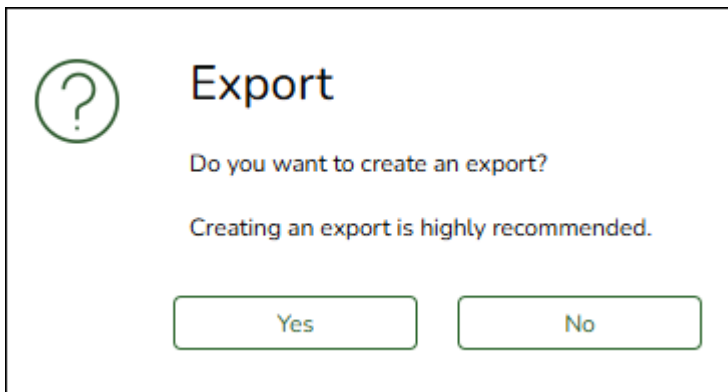 Export
Do you want to create an export?
Creating an export is highly recommended.
Yes
No